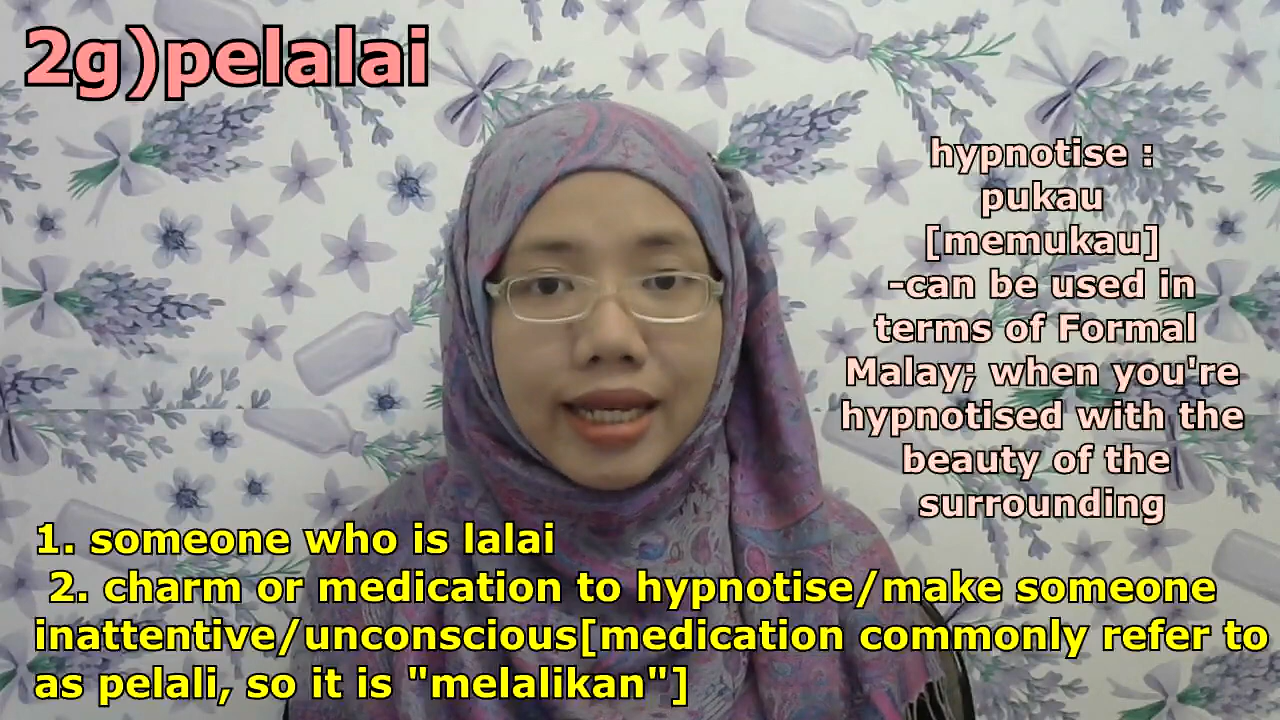 2g)pelalai
hypnotise :
pukau
[memukau]
-can be used in
terms of Formal
Malay; when you're
hypnotised with the
beauty of the
surrounding
1. someone who is lalai
2. charm or medication to hypnotise/make someone
inattentive/unconscious[medication commonly refer to
as pelali, so it is "melalikan"]